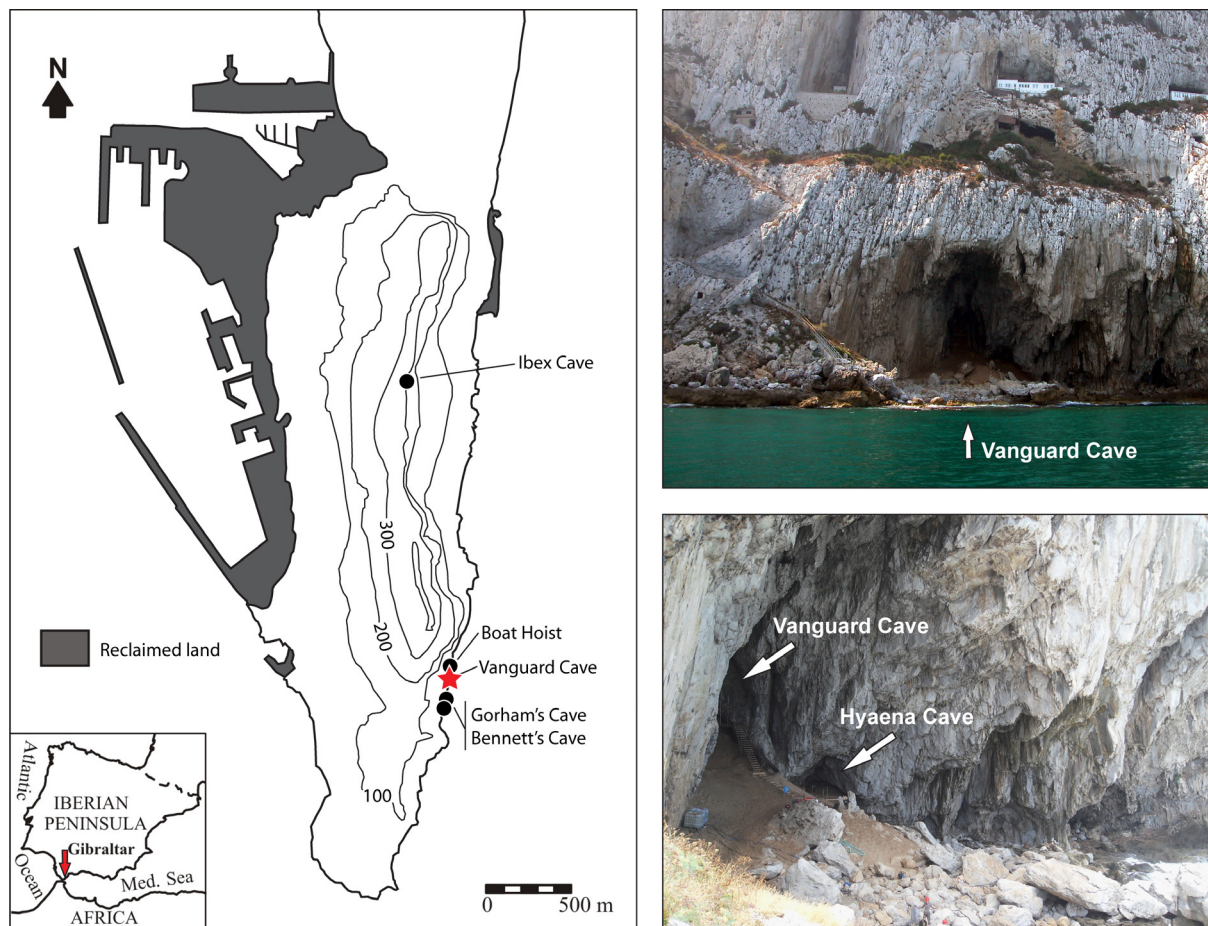 N
Ibex Cave
300
200
Boat Hoist
Vanguard Cave
Gorham's Cave
Bennett's Cave
100
Reclaimed land
Atlantic
Ocean
IBERIAN
PENINSULA
Gibraltar
Med. Sea
AFRICA
0 500 m
Vanguard Cave
Vanguard Cave
Hyaena Cave